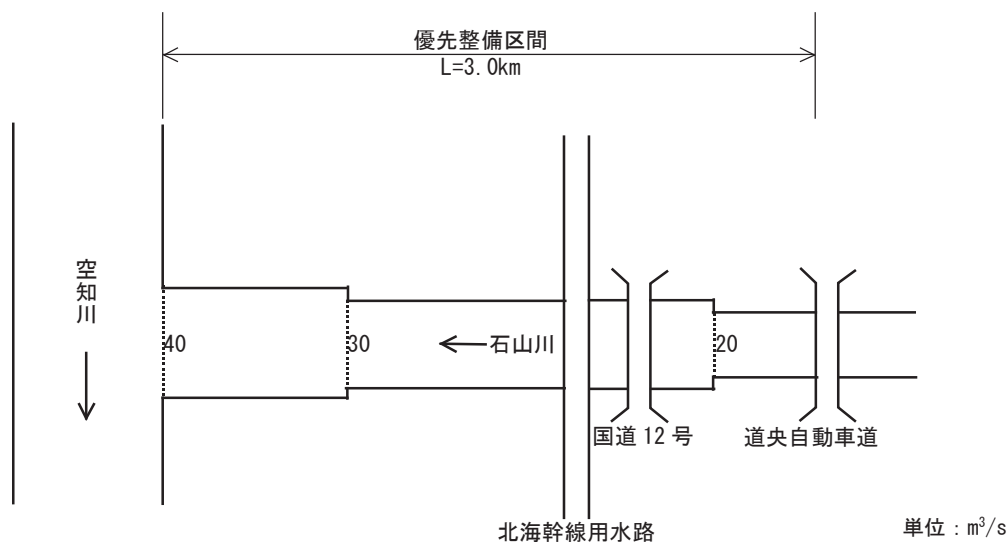 優先整備区間
L=3.0km
空知川
40
30
石山川
20
国道 12 号
道央自動車道
北海幹線用水路
単位：m³/s